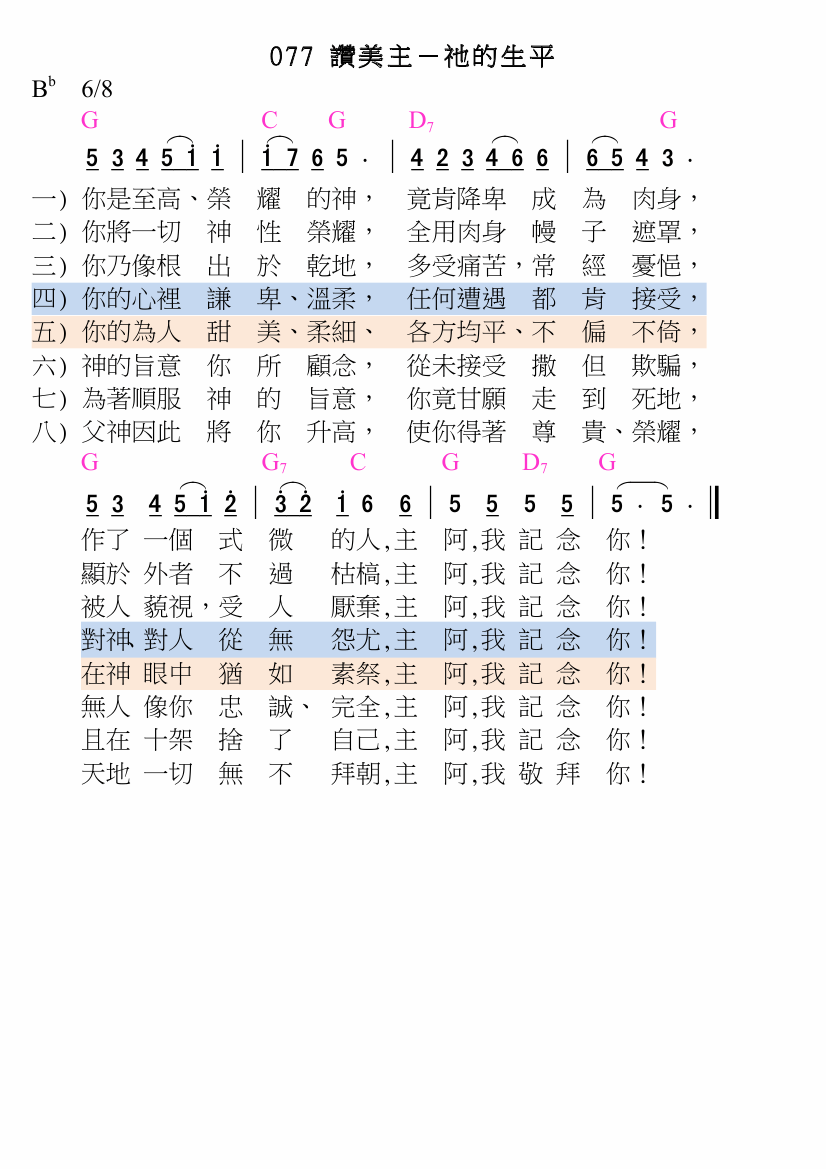 077 讚美主－祂的生平
Bb 6/8
G C G D7 G
5 3 4 5 i i | i 7 6 5 . | 4 2 3 4 6 6 | 6 5 4 3 .
一) 你是至高、榮 耀 的神， 竟肯降卑 成 為 肉身，
二) 你將一切 神 性 榮耀， 全用肉身 幔 子 遮罩，
三) 你乃像根 出 於 乾地， 多受痛苦，常 經 憂悒，
四) 你的心裡 謙 卑、溫柔， 任何遭遇 都 肯 接受，
五) 你的為人 甜 美、柔細、 各方均平、不 偏 不倚，
六) 神的旨意 你 所 顧念， 從未接受 撒 但 欺騙，
七) 為著順服 神 的 旨意， 你竟甘願 走 到 死地，
八) 父神因此 將 你 升高， 使你得著 尊 貴、榮耀，
G G7 C G D7 G
5 3 4 5 i 2̇ | 3̇ 2̇ i 6 6 | 5 5 5 5 | 5 . 5 . ‖
作了 一個 式 微 的人,主 阿,我 記 念 你！
顯於 外者 不 過 枯槁,主 阿,我 記 念 你！
被人 藐視，受 人 厭棄,主 阿,我 記 念 你！
對神、對人 從 無 怨尤,主 阿,我 記 念 你！
在神 眼中 猶 如 素祭,主 阿,我 記 念 你！
無人 像你 忠 誠、 完全,主 阿,我 記 念 你！
且在 十架 捨 了 自己,主 阿,我 記 念 你！
天地 一切 無 不 拜朝,主 阿,我 敬 拜 你！